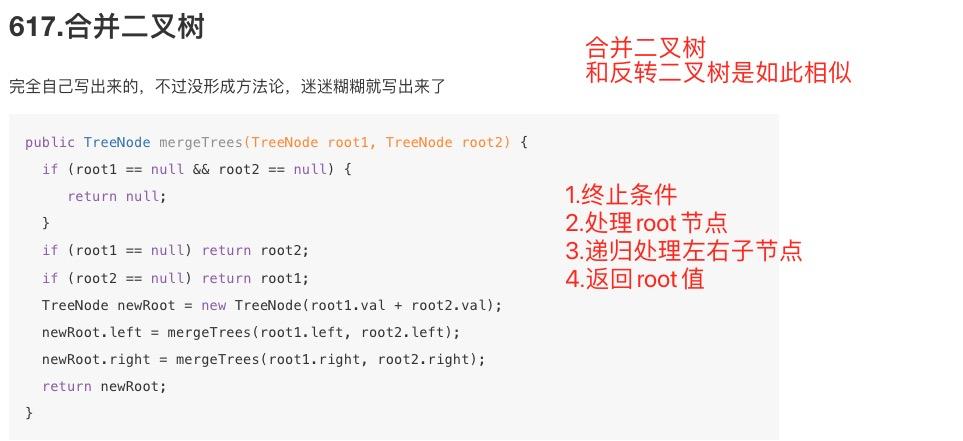 617.合并二叉树
合并二叉树
和反转二叉树是如此相似
完全自己写出来的，不过没形成方法论，迷迷糊糊就写出来了
public TreeNode mergeTrees(TreeNode root1, TreeNode root2) {
if (root1 == null && root2 == null) {
return null;
}
if (root1 == null) return root2;
if (root2 == null) return root1;
TreeNode newRoot = new TreeNode(root1.val + root2.val);
newRoot.left = mergeTrees(root1.left, root2.left);
newRoot.right = mergeTrees(root1.right, root2.right);
return newRoot;
}
1.终止条件
2.处理root节点
3.递归处理左右子节点
4.返回root值